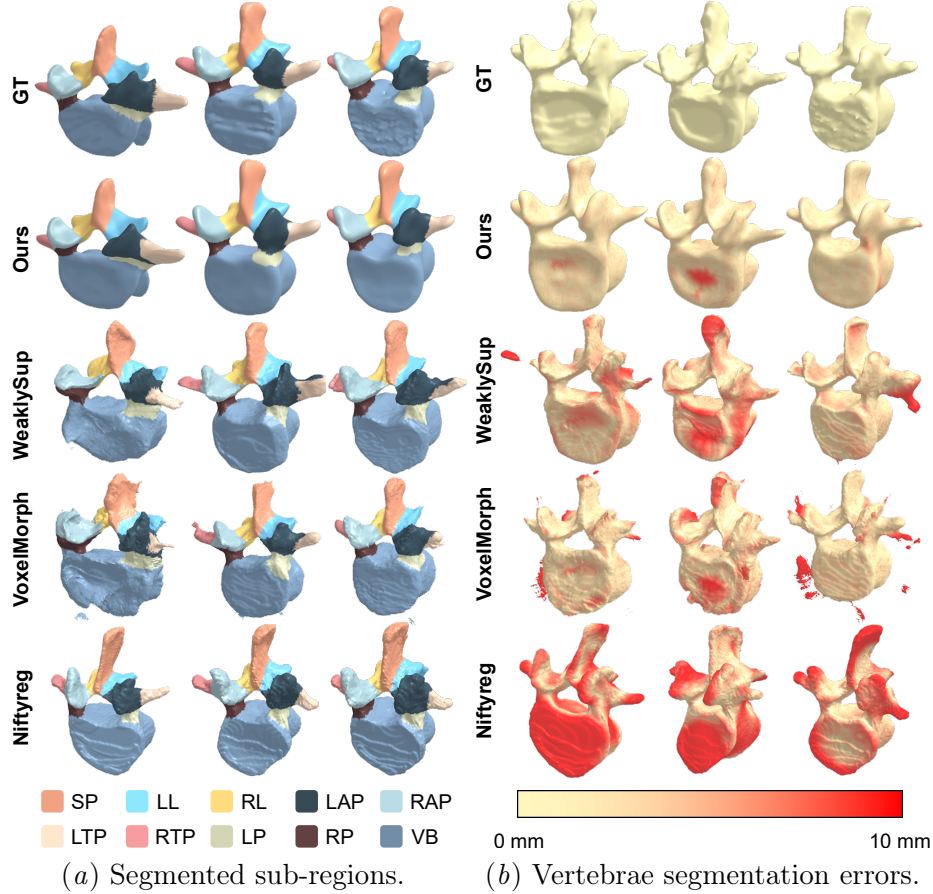 GT
Ours
WeaklySup
VoxelMorph
Niftyreg
SP LL RL LAP RAP
LTP RTP LP RP VB
(a) Segmented sub-regions.
GT
Ours
WeaklySup
VoxelMorph
Niftyreg
0 mm 10 mm
(b) Vertebrae segmentation errors.